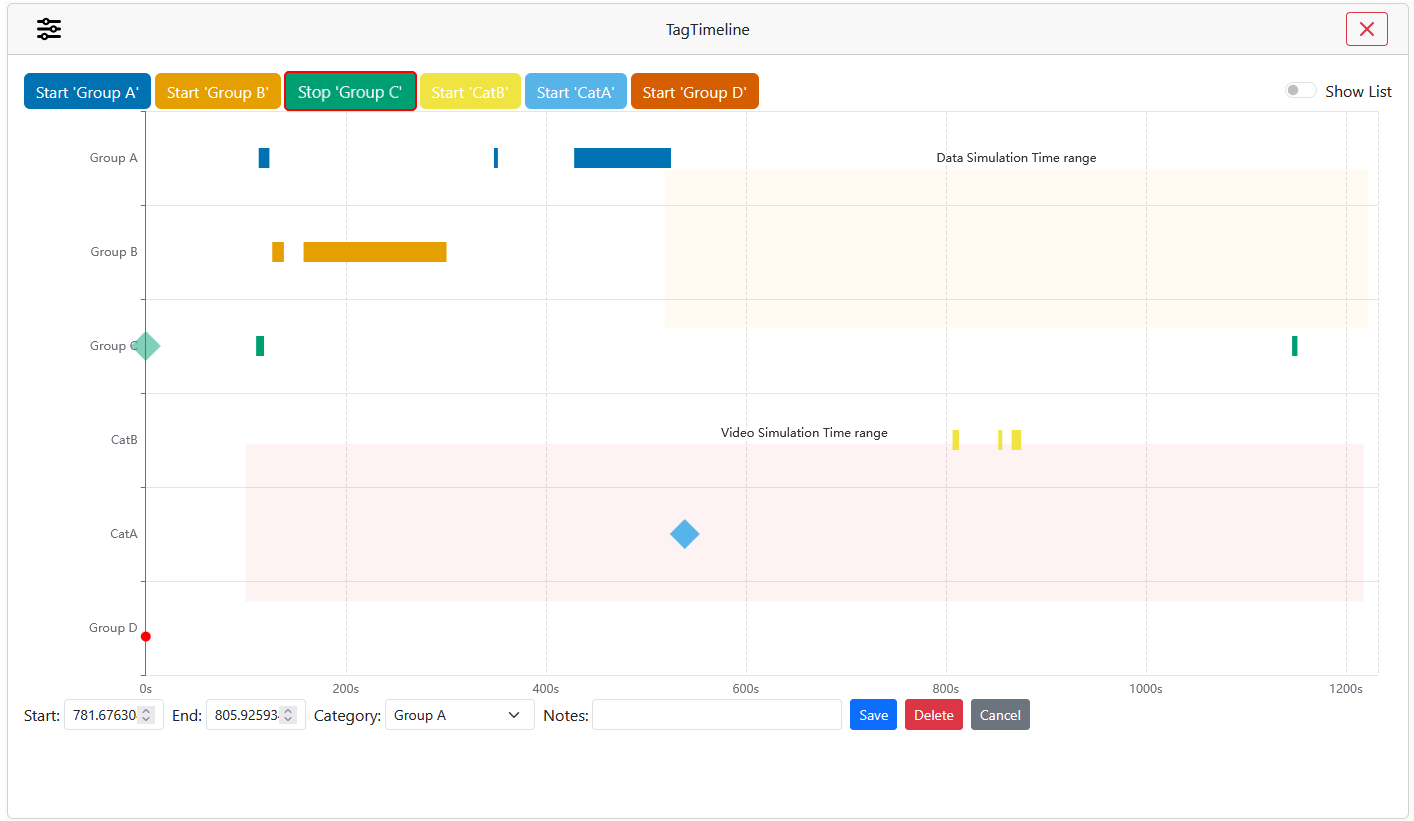 TagTimeline
Start 'Group A' Start 'Group B' Stop 'Group C' Start 'CatB' Start 'CatA' Start 'Group D' Show List
Group A
Data Simulation Time range
Group B
Group C
CatB
Video Simulation Time range
CatA
Group D
0s 200s 400s 600s 800s 1000s 1200s
Start: 781.67630 End: 805.92593 Category: Group A Notes: Save Delete Cancel